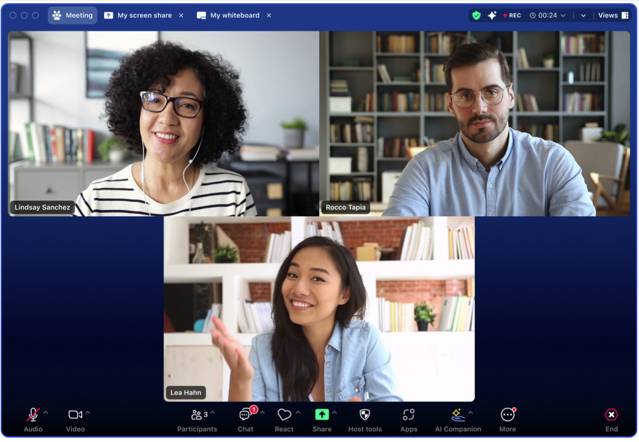 Meeting
My screen share
My whiteboard
REC
00:24
Views
Lindsay Sanchez
Rocco Tapia
Lea Hahn
3
1
Audio
Video
Participants
Chat
React
Share
Host tools
Apps
AI Companion
More
End